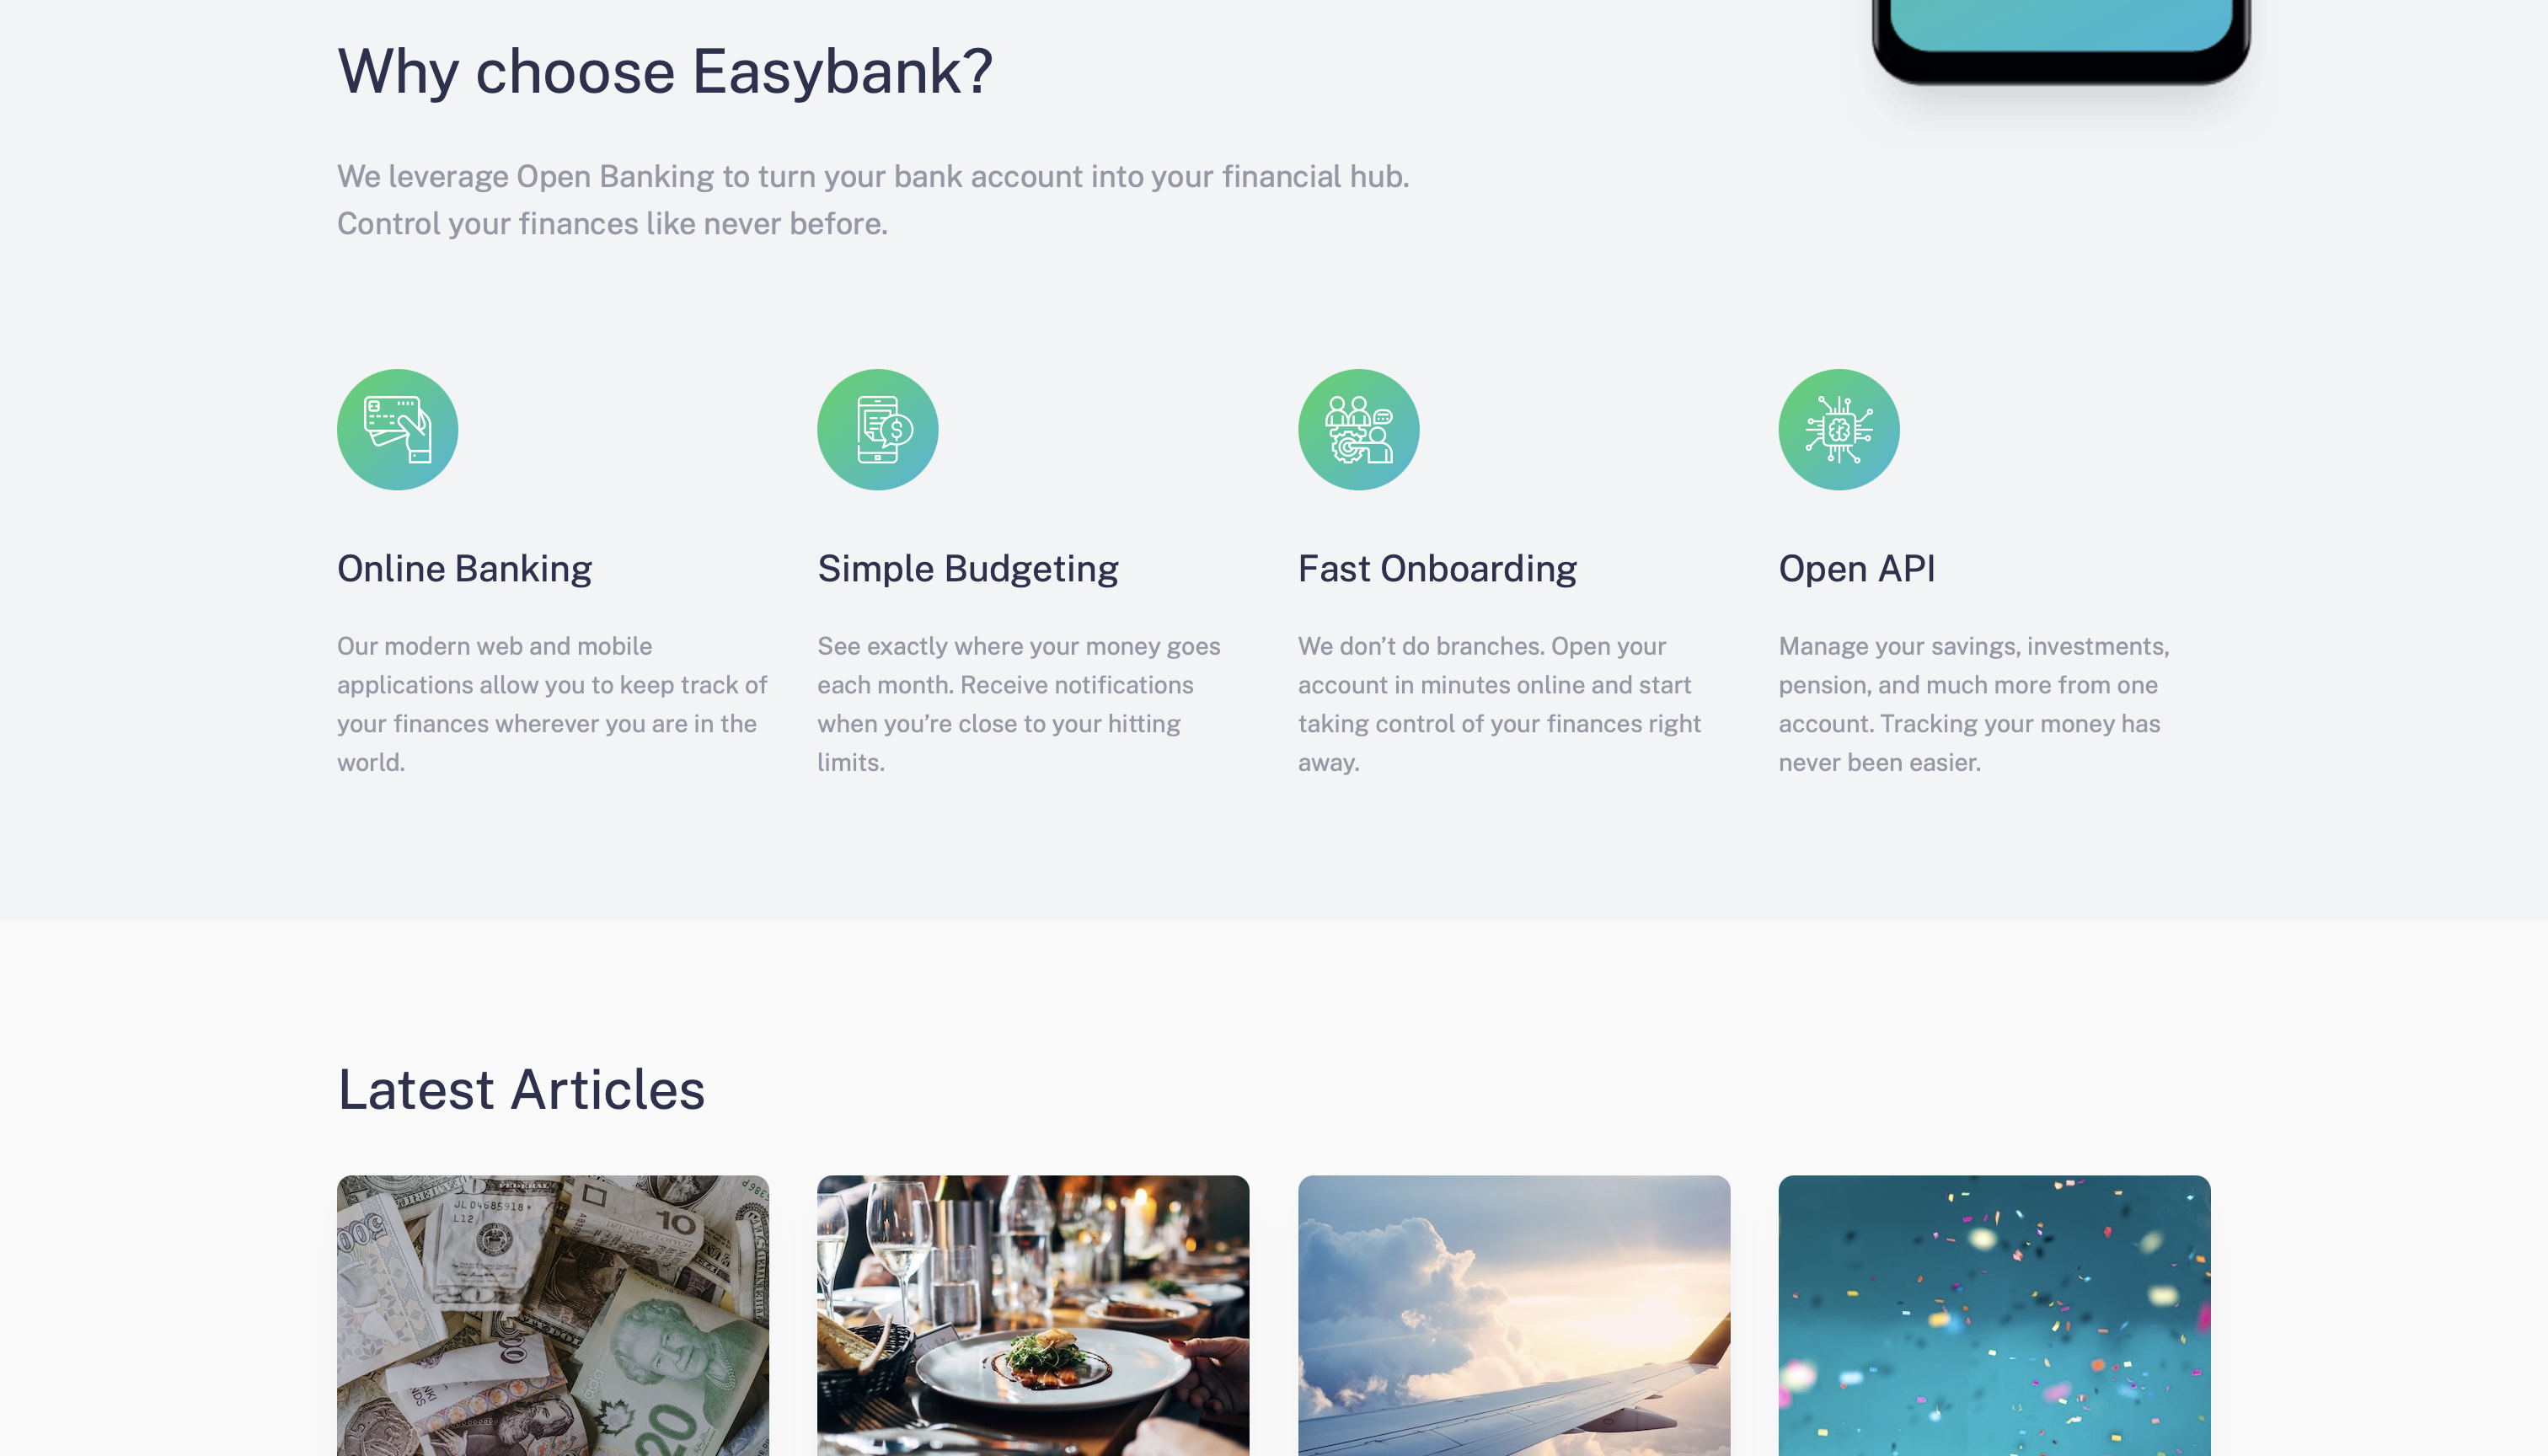 Why choose Easybank?
We leverage Open Banking to turn your bank account into your financial hub.
Control your finances like never before.
Online Banking
Our modern web and mobile
applications allow you to keep track of
your finances wherever you are in the
world.
Simple Budgeting
See exactly where your money goes
each month. Receive notifications
when you’re close to your hitting
limits.
Fast Onboarding
We don’t do branches. Open your
account in minutes online and start
taking control of your finances right
away.
Open API
Manage your savings, investments,
pension, and much more from one
account. Tracking your money has
never been easier.
Latest Articles
JL 04685918*
L12
10
20